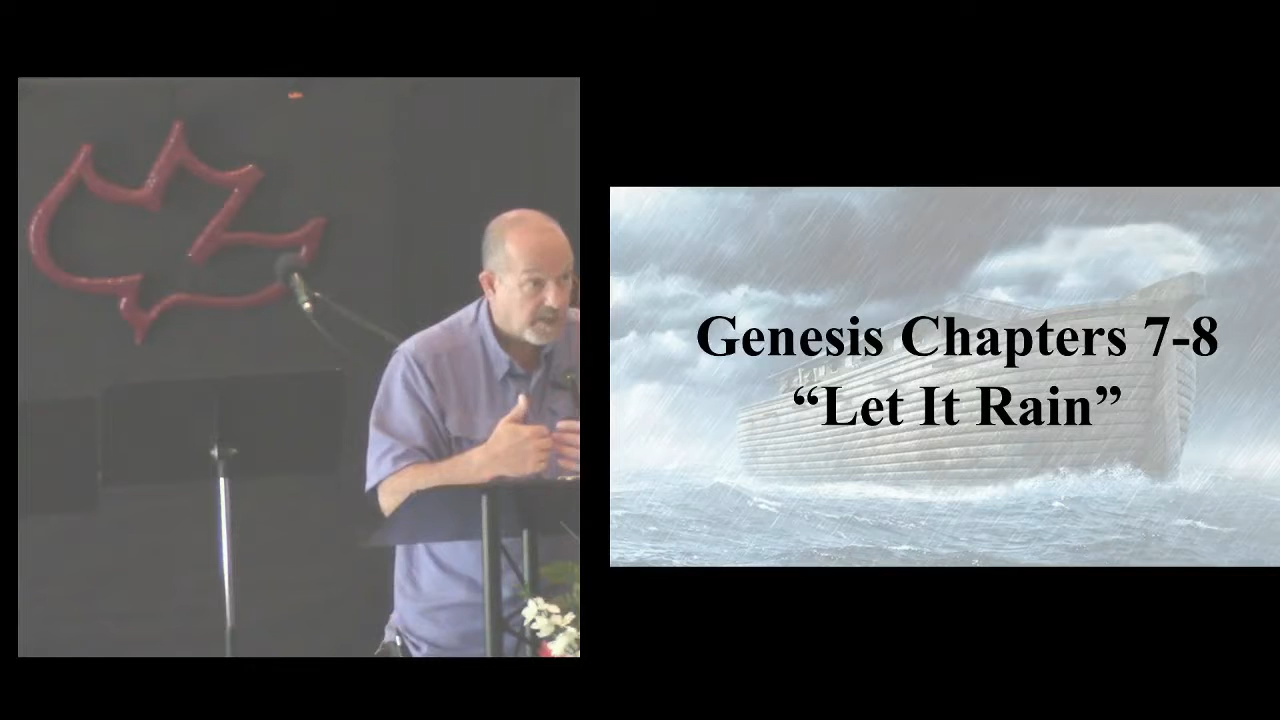 Genesis Chapters 7-8
“Let It Rain”